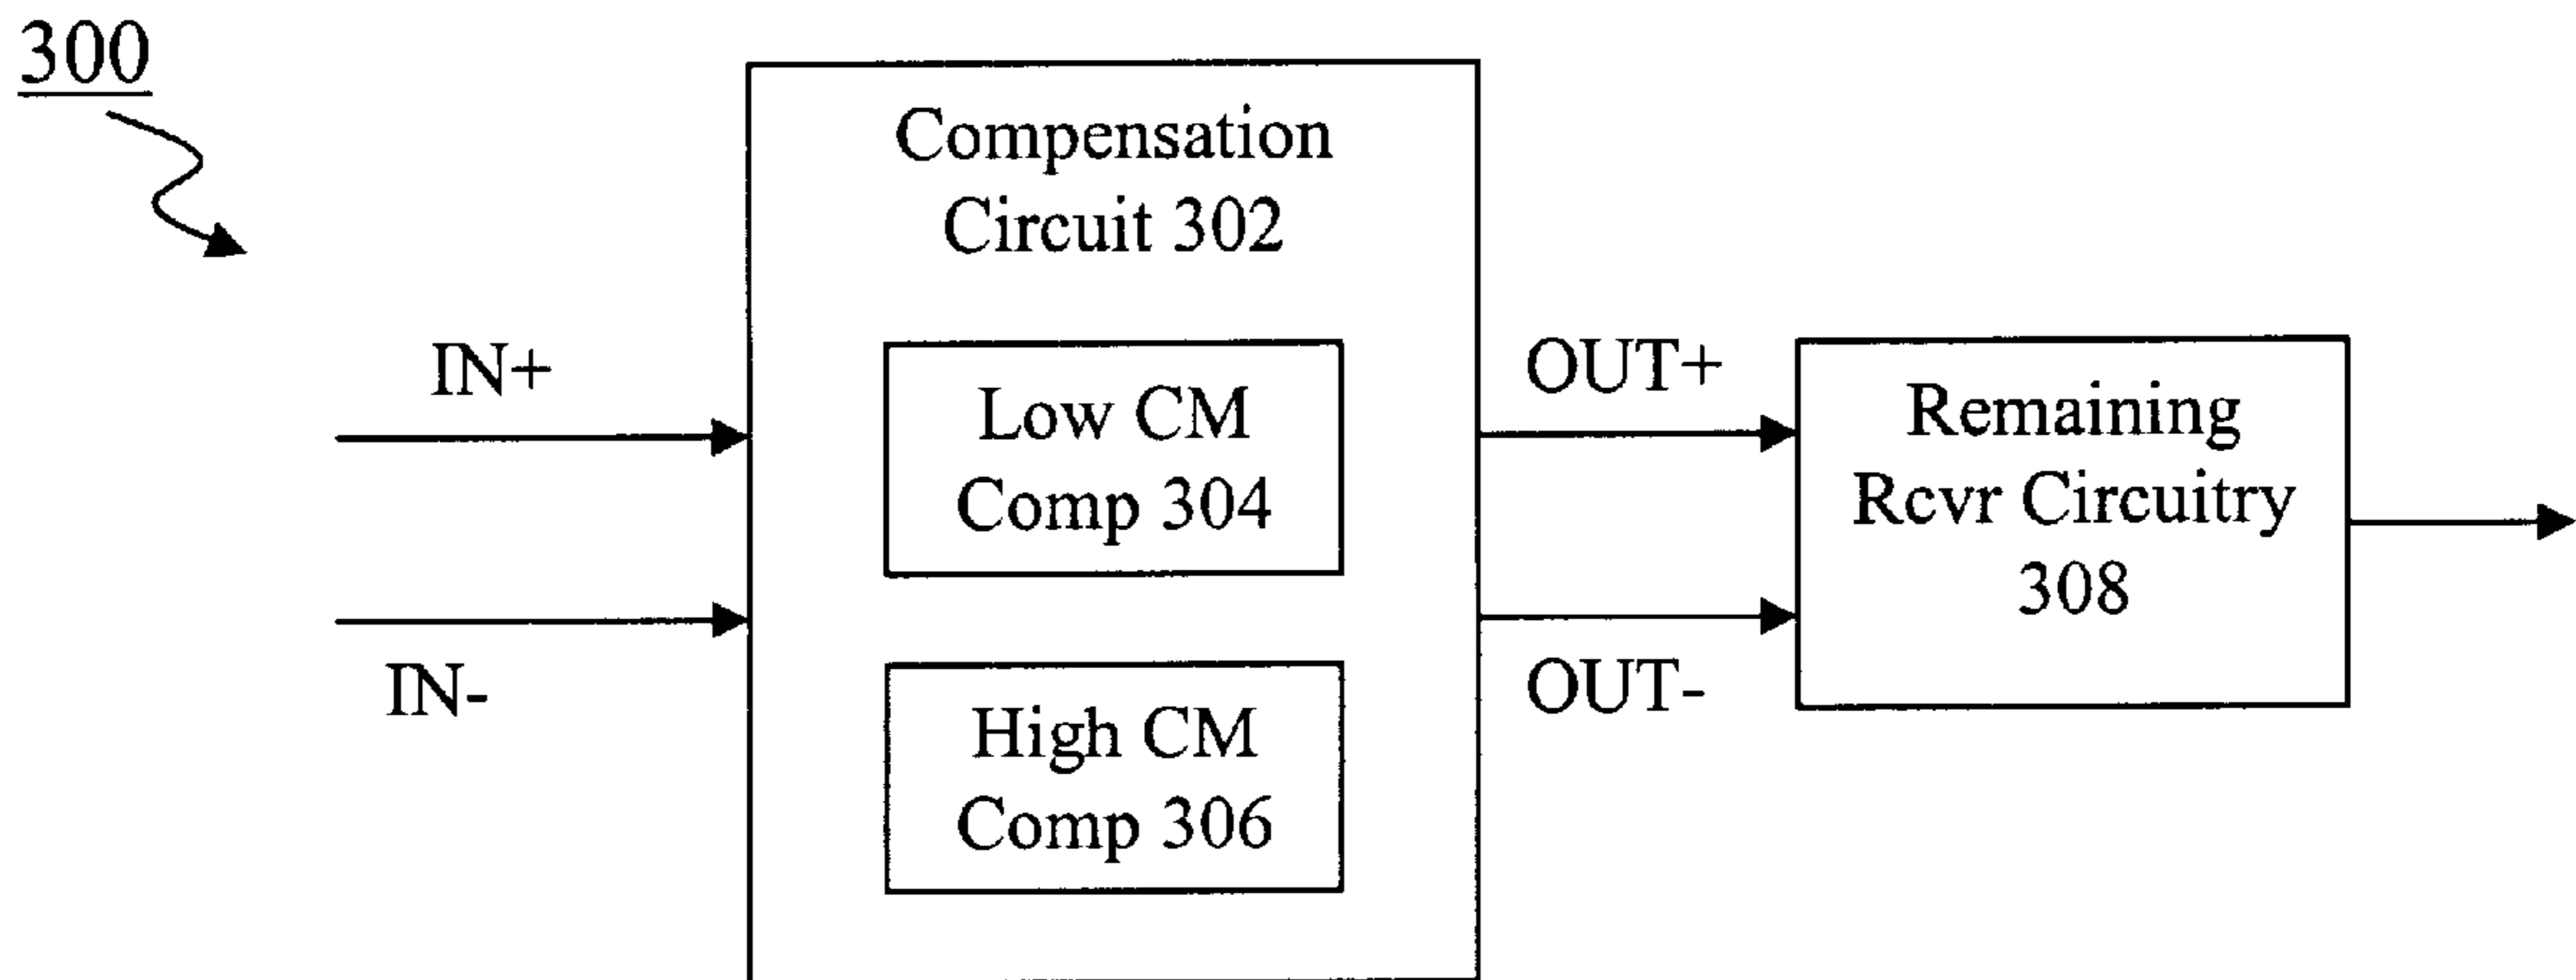 300
Compensation
Circuit 302
IN+
Low CM
Comp 304
OUT+
Remaining
Rcvr Circuitry
308
IN-
OUT-
High CM
Comp 306